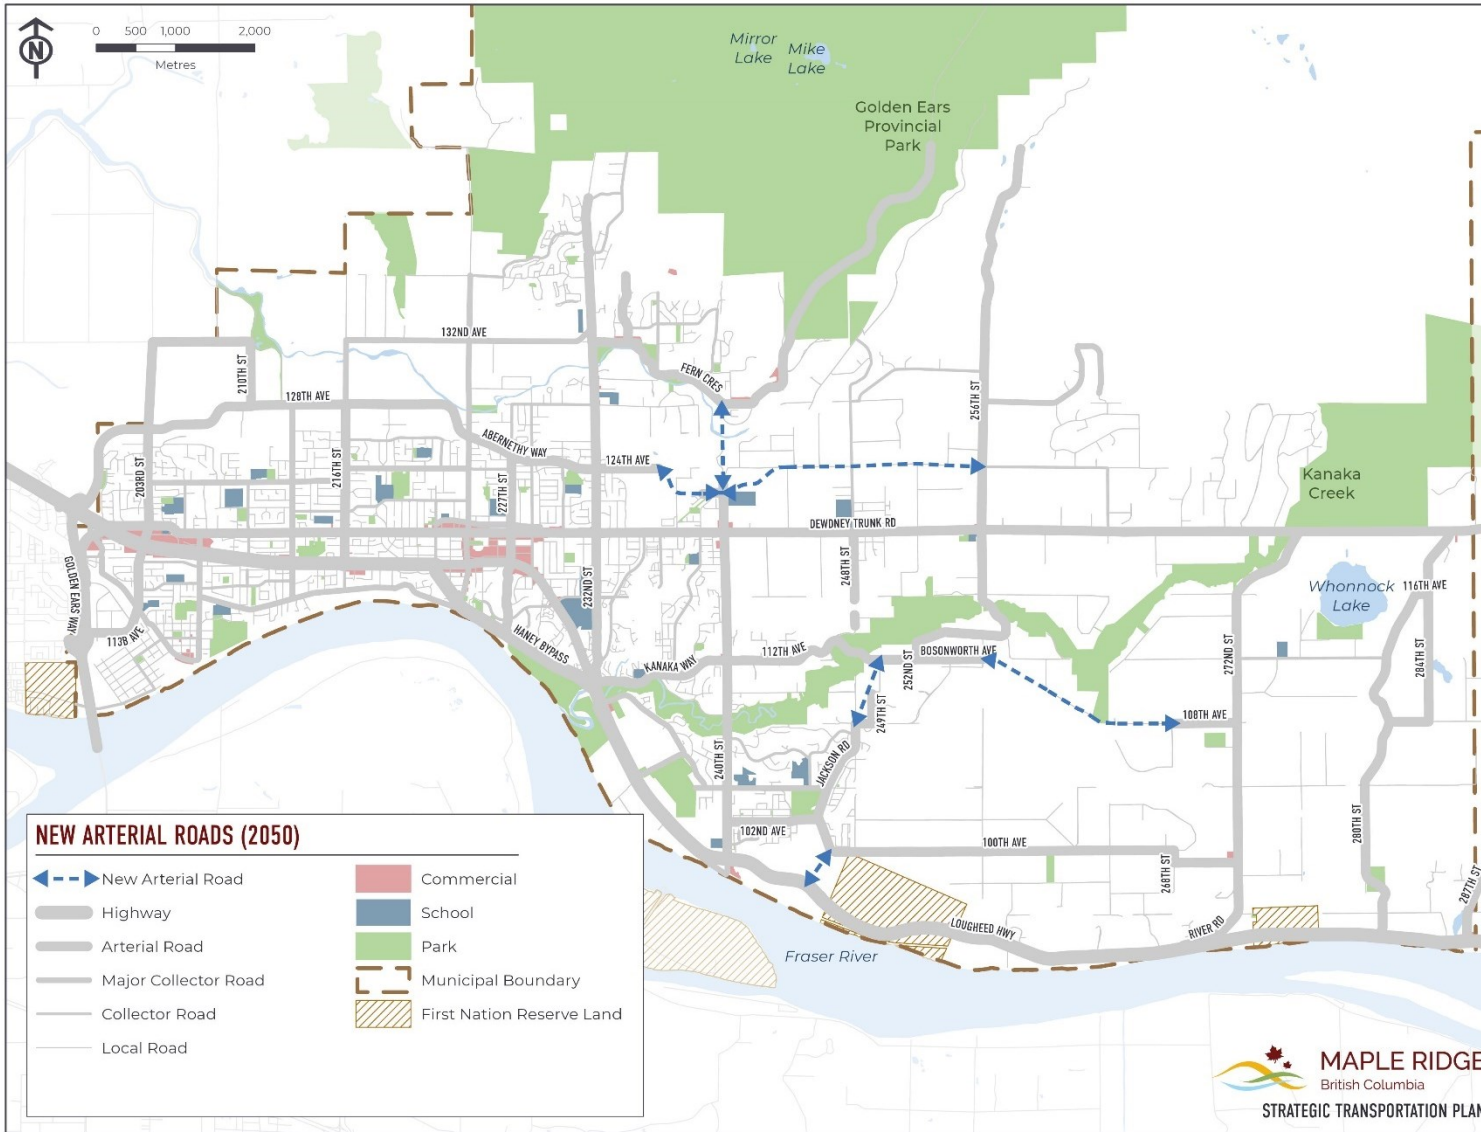 N
0 500 1,000 2,000
Metres
Mirror
Lake
Mike
Lake
Golden Ears
Provincial
Park
132ND AVE
210TH ST
128TH AVE
FERN CRES
256TH ST
ABERNETHY WAY
124TH AVE
203RD ST
216TH ST
227TH ST
Kanaka
Creek
DEWDNEY TRUNK RD
GOLDEN EARS WAY
248TH ST
232ND ST
Whonnock
Lake
116TH AVE
113B AVE
HANEY BYPASS
KANAKA WAY
112TH AVE
252ND ST
BOSONWORTH AVE
272ND ST
284TH ST
249TH ST
108TH AVE
240TH ST
JACKSON RD
102ND AVE
100TH AVE
268TH ST
280TH ST
287TH ST
LOUGHEED HWY
RIVER RD
Fraser River
NEW ARTERIAL ROADS (2050)
New Arterial Road
Highway
Arterial Road
Major Collector Road
Collector Road
Local Road
Commercial
School
Park
Municipal Boundary
First Nation Reserve Land
MAPLE RIDGE
British Columbia
STRATEGIC TRANSPORTATION PLAN